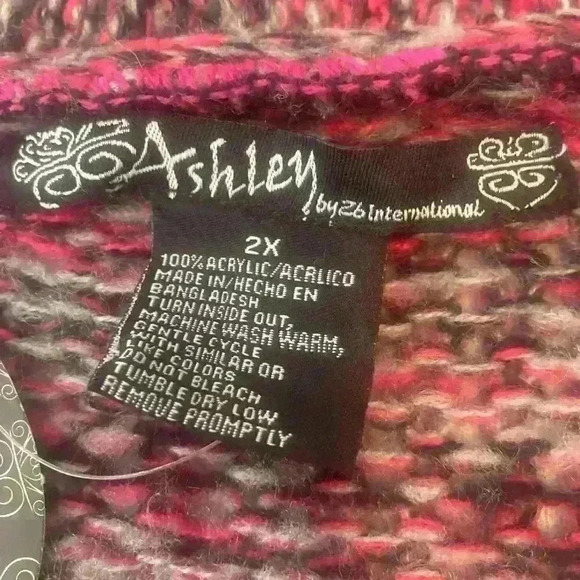 Ashley
by 26 International
2X
100% ACRYLIC/ACRLICO
MADE IN/HECHO EN
BANGLADESH
TURN INSIDE OUT,
MACHINE WASH WARM,
GENTLE CYCLE
WITH SIMILAR OR
LIKE COLORS
DO NOT BLEACH
TUMBLE DRY LOW
REMOVE PROMPTLY